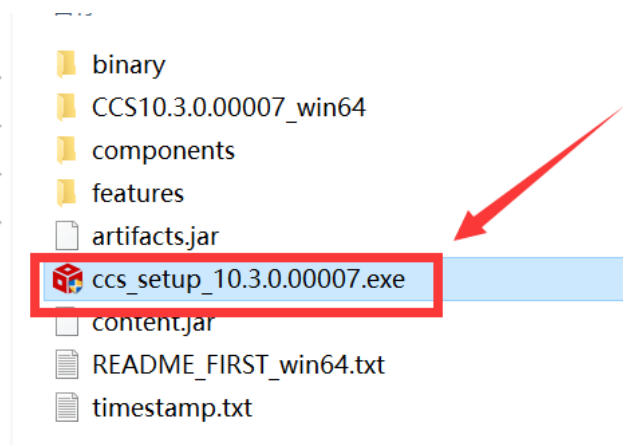 binary
CCS10.3.0.00007_win64
components
features
artifacts.jar
ccs_setup_10.3.0.00007.exe
content.jar
README_FIRST_win64.txt
timestamp.txt